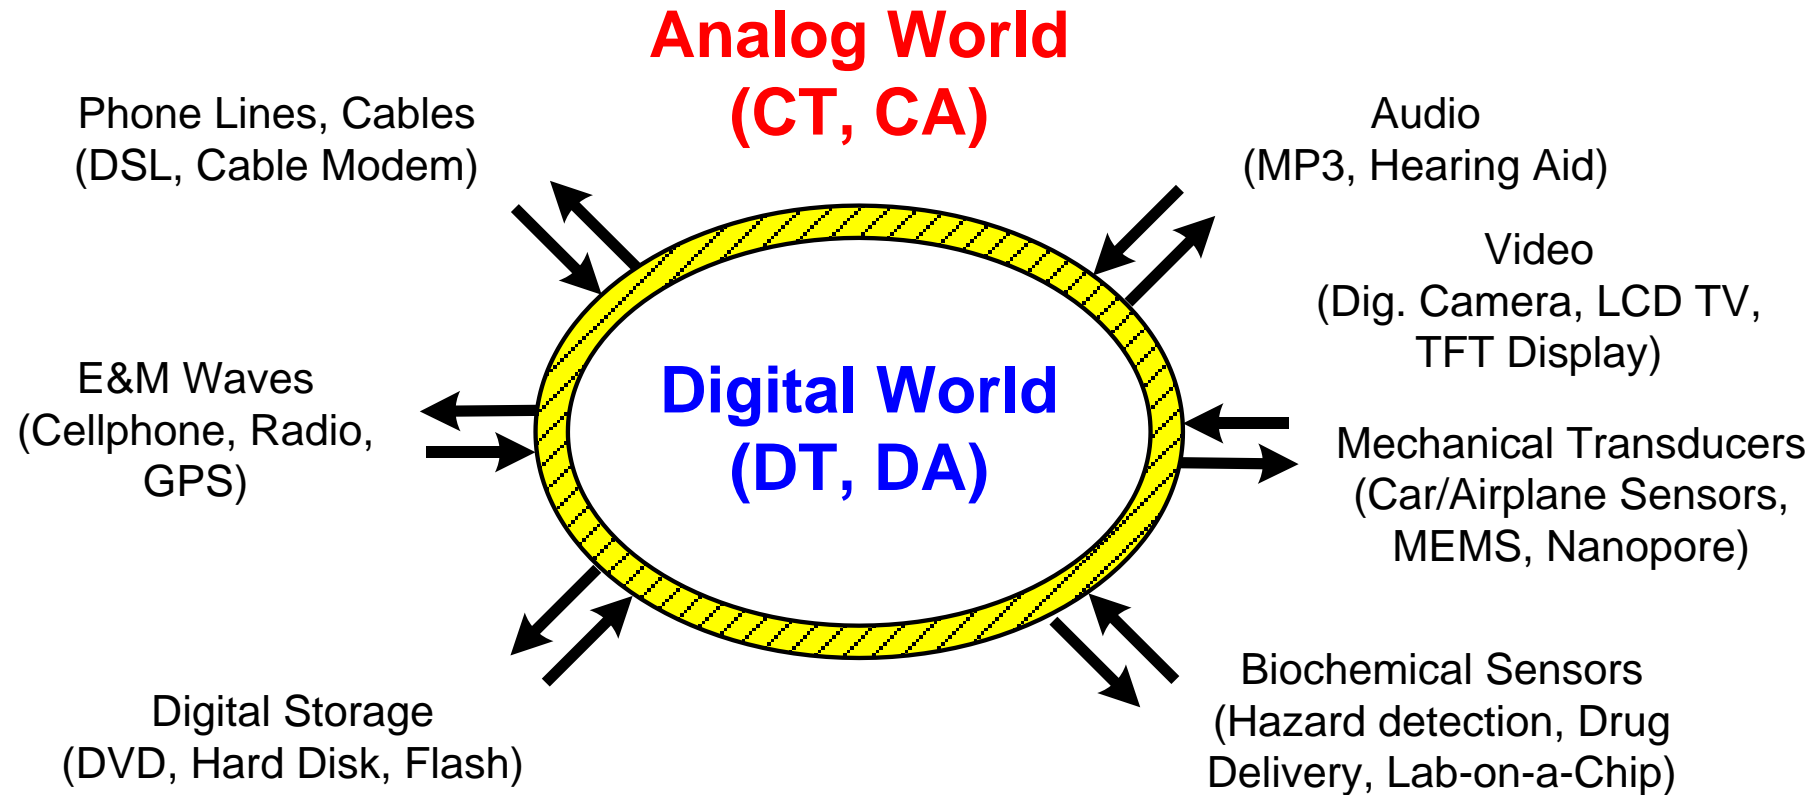 Analog World
(CT, CA)
Phone Lines, Cables
(DSL, Cable Modem)
Audio
(MP3, Hearing Aid)
Video
(Dig. Camera, LCD TV,
TFT Display)
E&M Waves
(Cellphone, Radio,
GPS)
Digital World
(DT, DA)
Mechanical Transducers
(Car/Airplane Sensors,
MEMS, Nanopore)
Digital Storage
(DVD, Hard Disk, Flash)
Biochemical Sensors
(Hazard detection, Drug
Delivery, Lab-on-a-Chip)